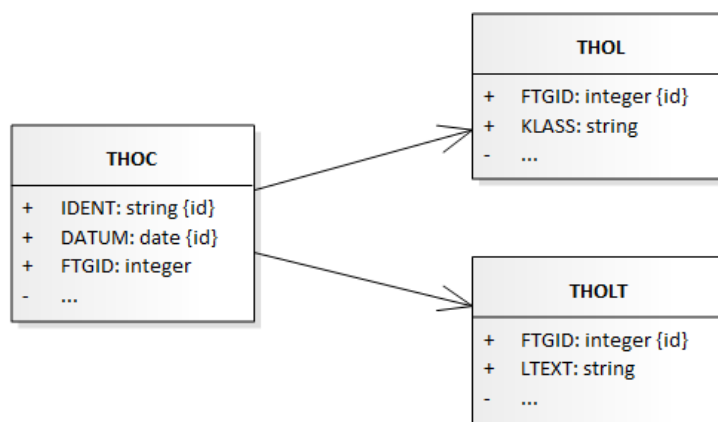 THOC
+ IDENT: string {id}
+ DATUM: date {id}
+ FTGID: integer
- ...
THOL
+ FTGID: integer {id}
+ KLASS: string
- ...
THOLT
+ FTGID: integer {id}
+ LTEXT: string
- ...